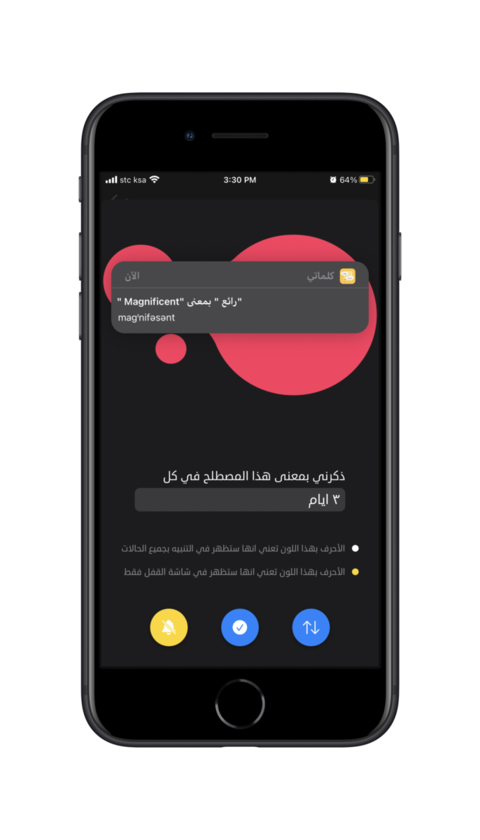 stc ksa
3:30 PM
64%
كلماتي
الآن
" Magnificent" بمعنى " رائع"
mag'nifəsənt
ذكرني بمعنى هذا المصطلح في كل
٣ ايام
الأحرف بهذا اللون تعني انها ستظهر في التنبيه بجميع الحالات
الأحرف بهذا اللون تعني انها ستظهر في شاشة القفل فقط